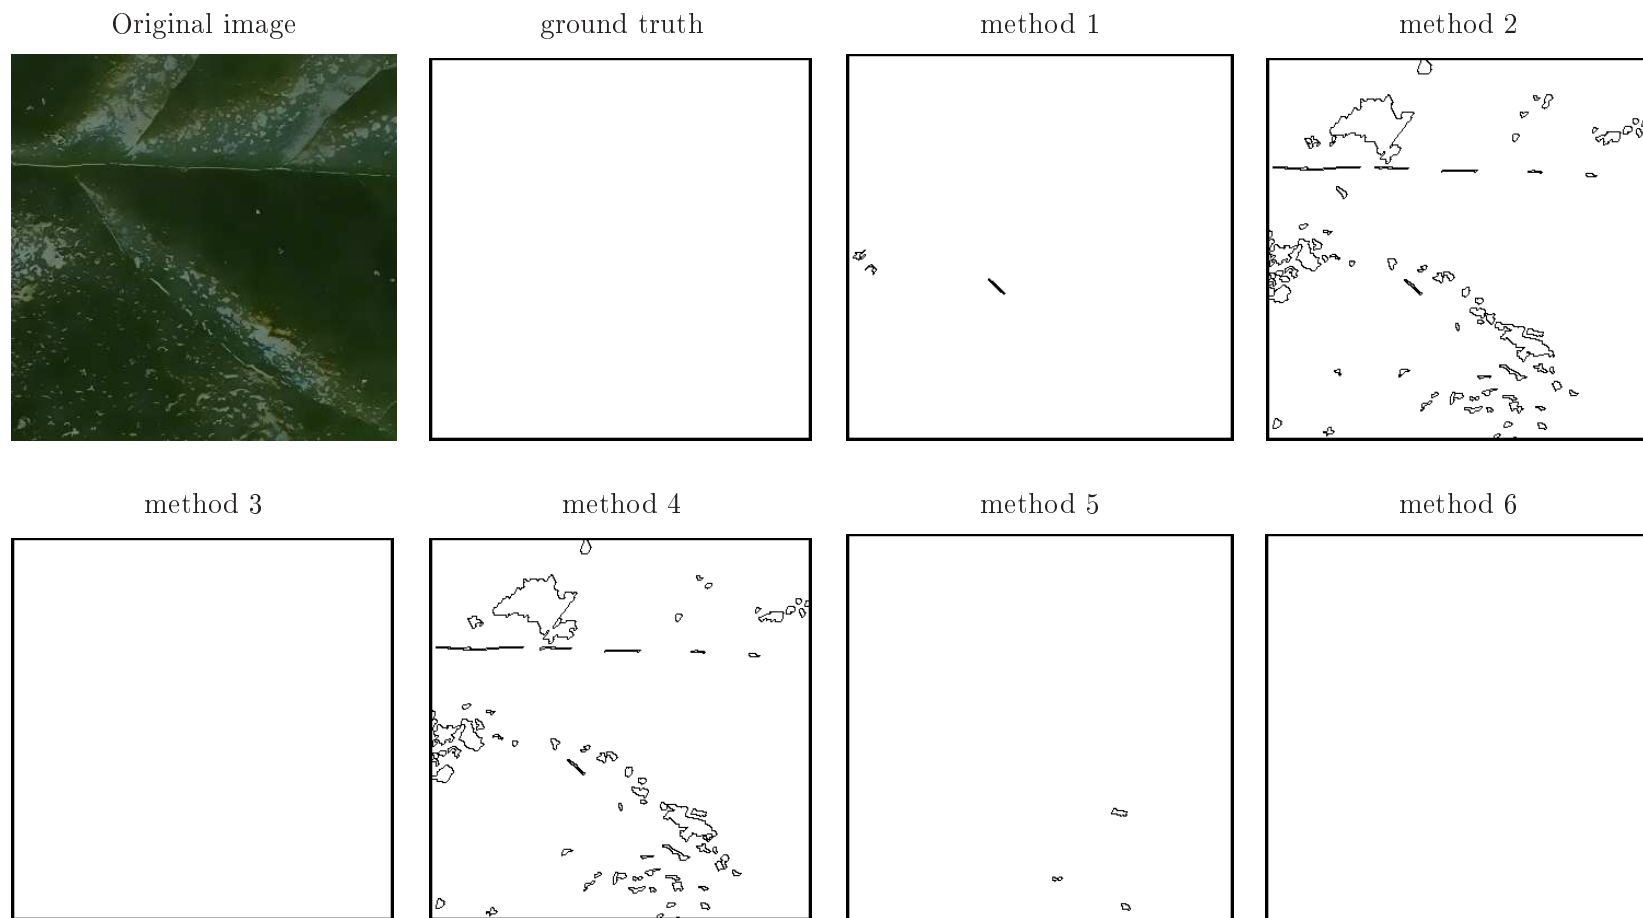 Original image
ground truth
method 1
method 2
method 3
method 4
method 5
method 6